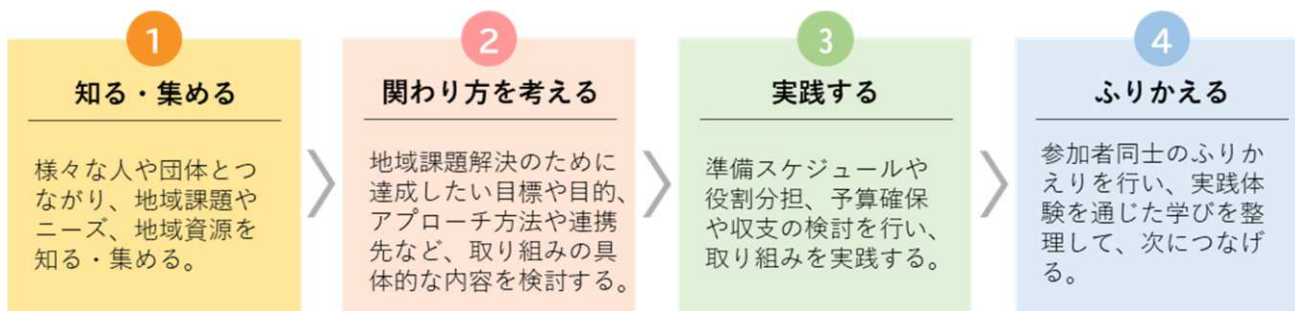 1
知る・集める
様々な人や団体とつ
ながり、地域課題や
ニーズ、地域資源を
知る・集める。
2
関わり方を考える
地域課題解決のために
達成したい目標や目的、
アプローチ方法や連携
先など、取り組みの具
体的な内容を検討する。
3
実践する
準備スケジュールや
役割分担、予算確保
や収支の検討を行い、
取り組みを実践する。
4
ふりかえる
参加者同士のふりか
えりを行い、実践体
験を通じた学びを整
理して、次につなげ
る。